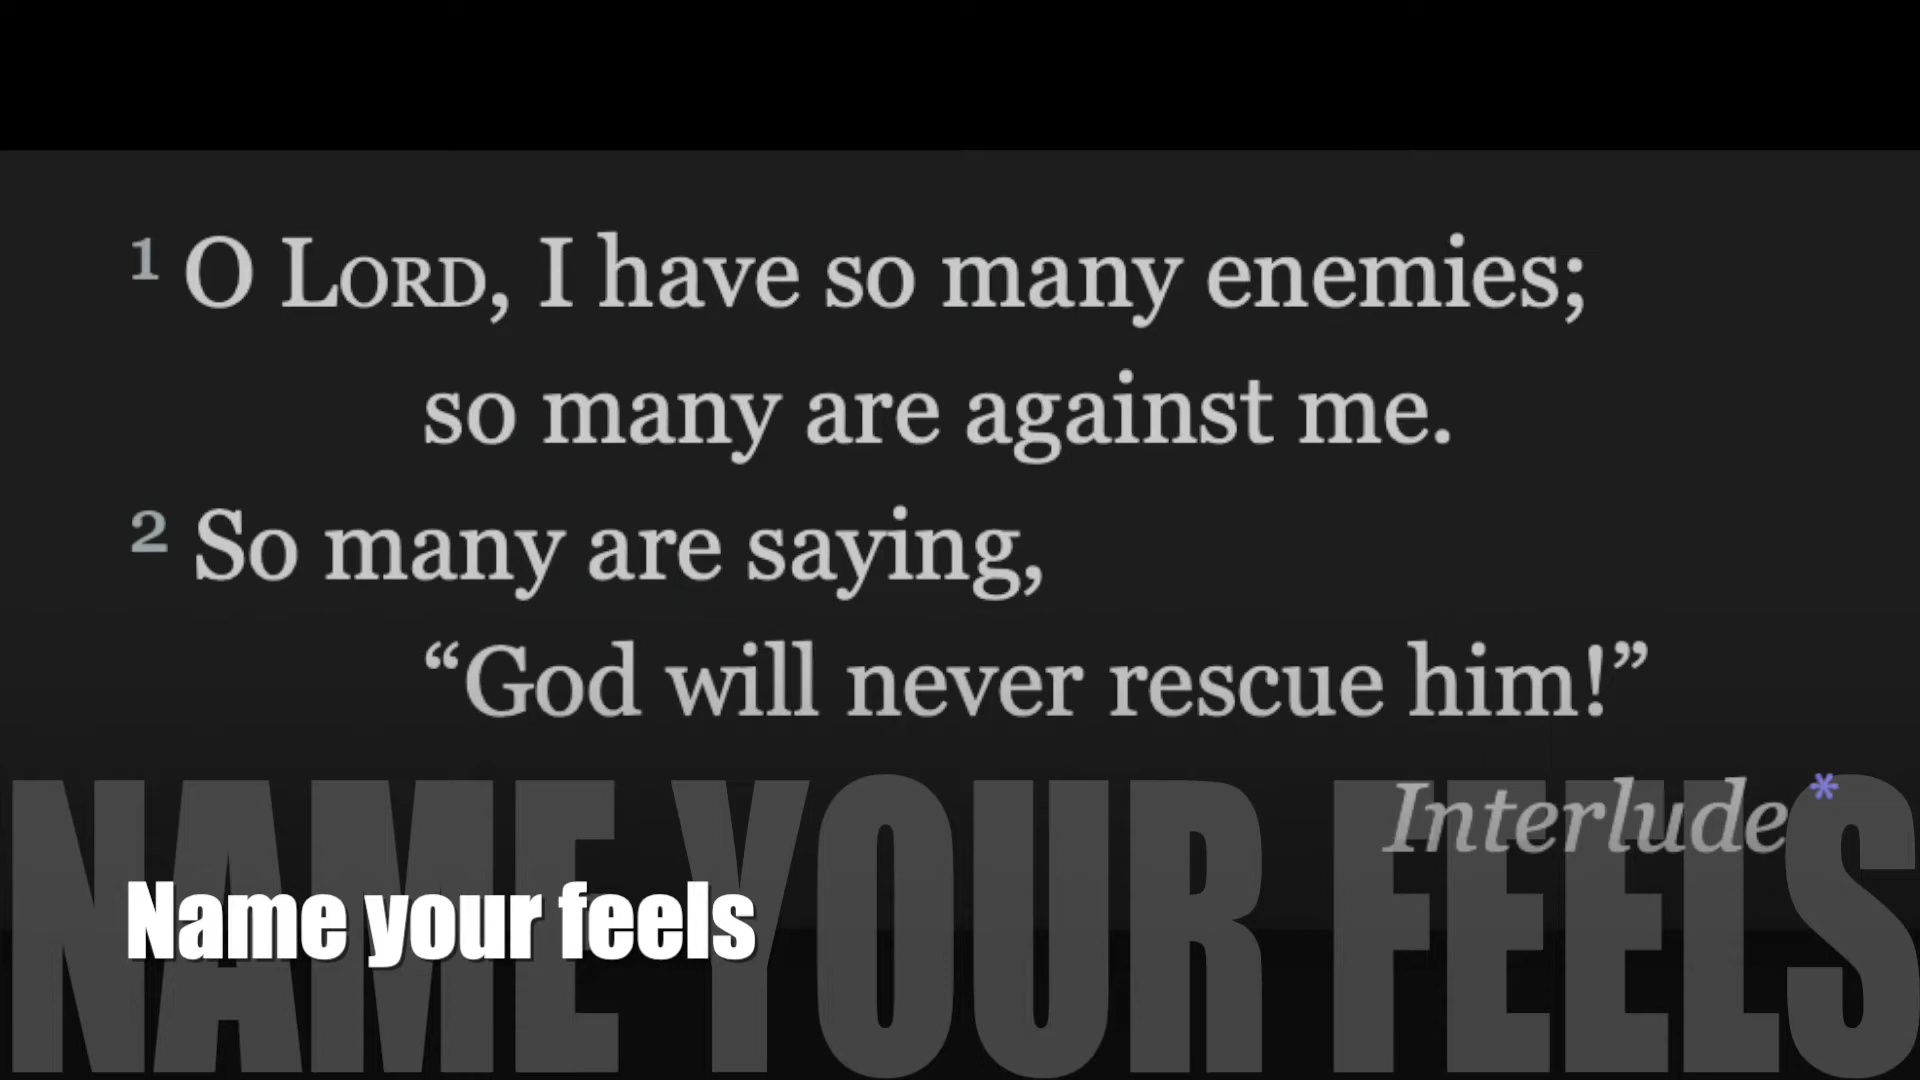 1 O LORD, I have so many enemies;
so many are against me.
2 So many are saying,
“God will never rescue him!”
Interlude*
NAME YOUR FEELS
Name your feels